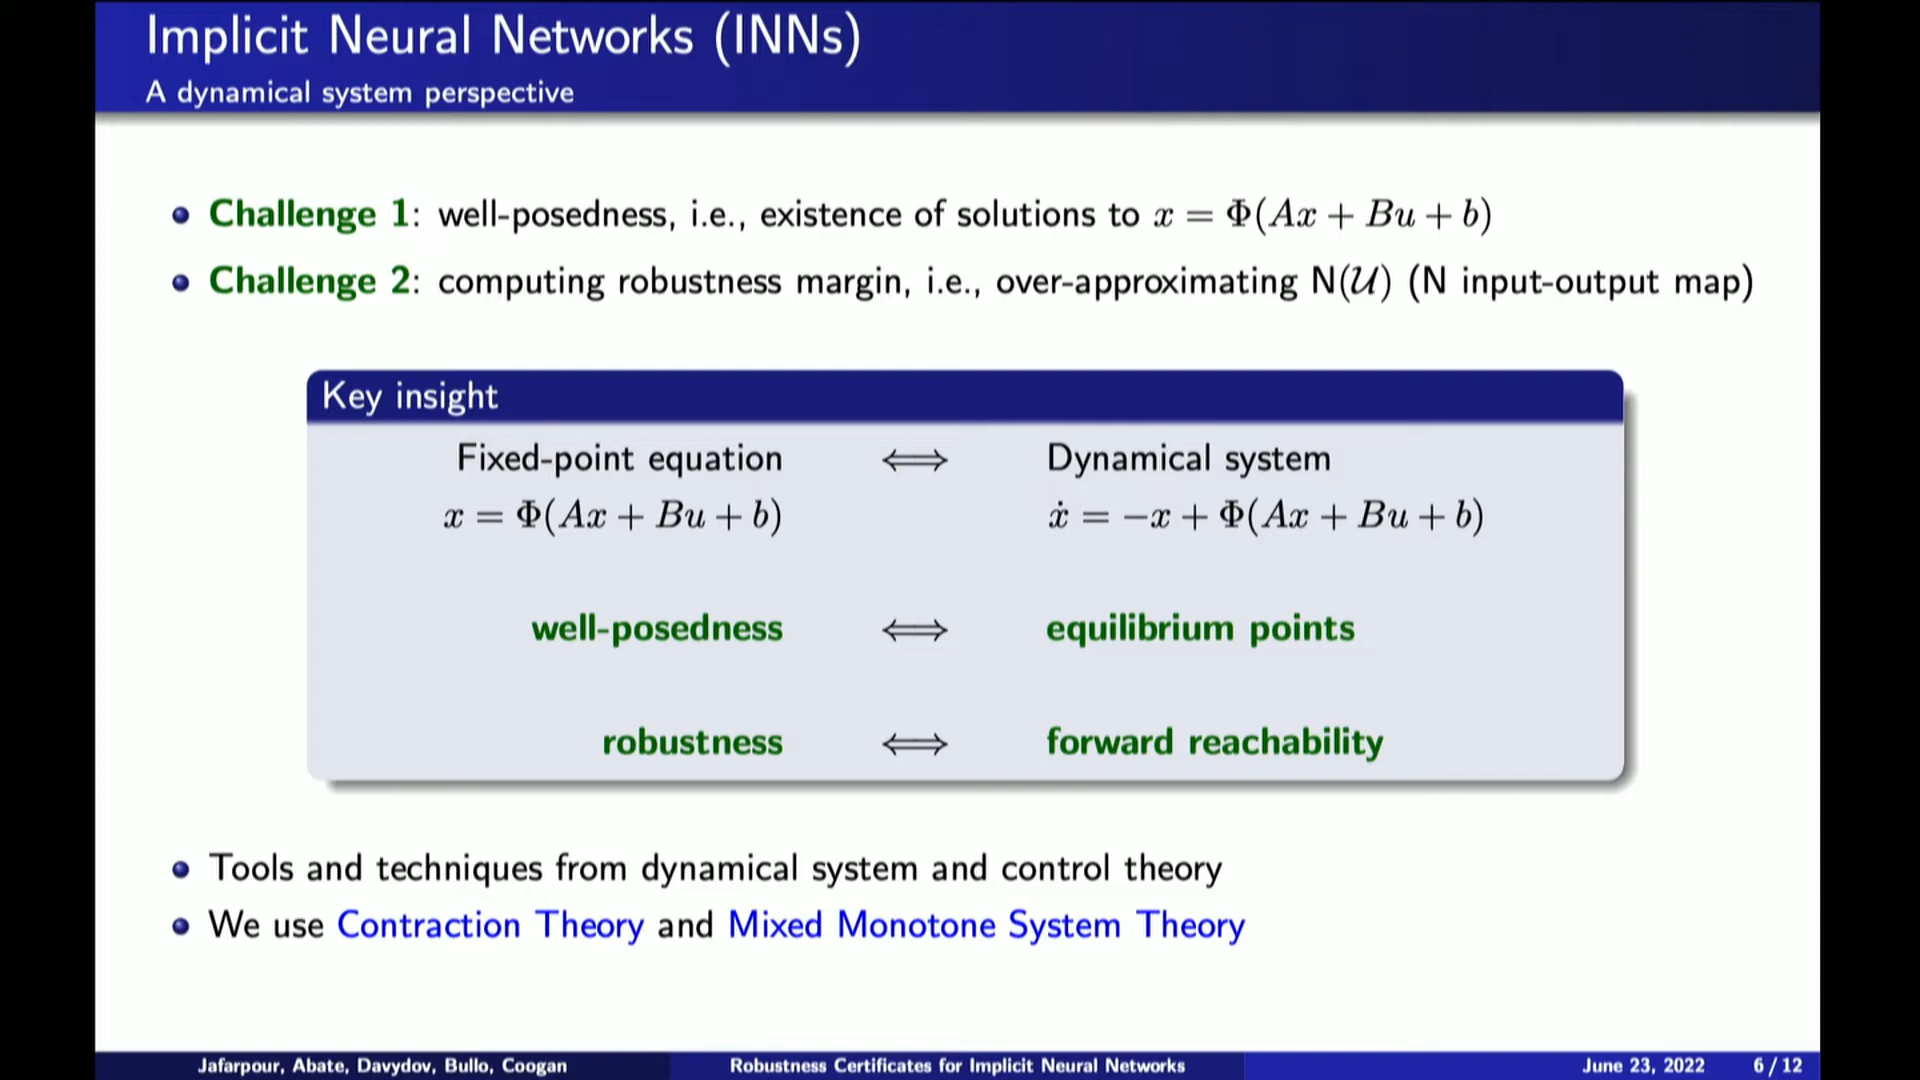 Implicit Neural Networks (INNs)
A dynamical system perspective
Challenge 1: well-posedness, i.e., existence of solutions to x = Φ(Ax + Bu + b)
Challenge 2: computing robustness margin, i.e., over-approximating N(𝒰) (N input-output map)
Key insight
Fixed-point equation ⟺ Dynamical system
x = Φ(Ax + Bu + b) ẋ = −x + Φ(Ax + Bu + b)
well-posedness ⟺ equilibrium points
robustness ⟺ forward reachability
Tools and techniques from dynamical system and control theory
We use Contraction Theory and Mixed Monotone System Theory
Jafarpour, Abate, Davydov, Bullo, Coogan Robustness Certificates for Implicit Neural Networks June 23, 2022 6 / 12